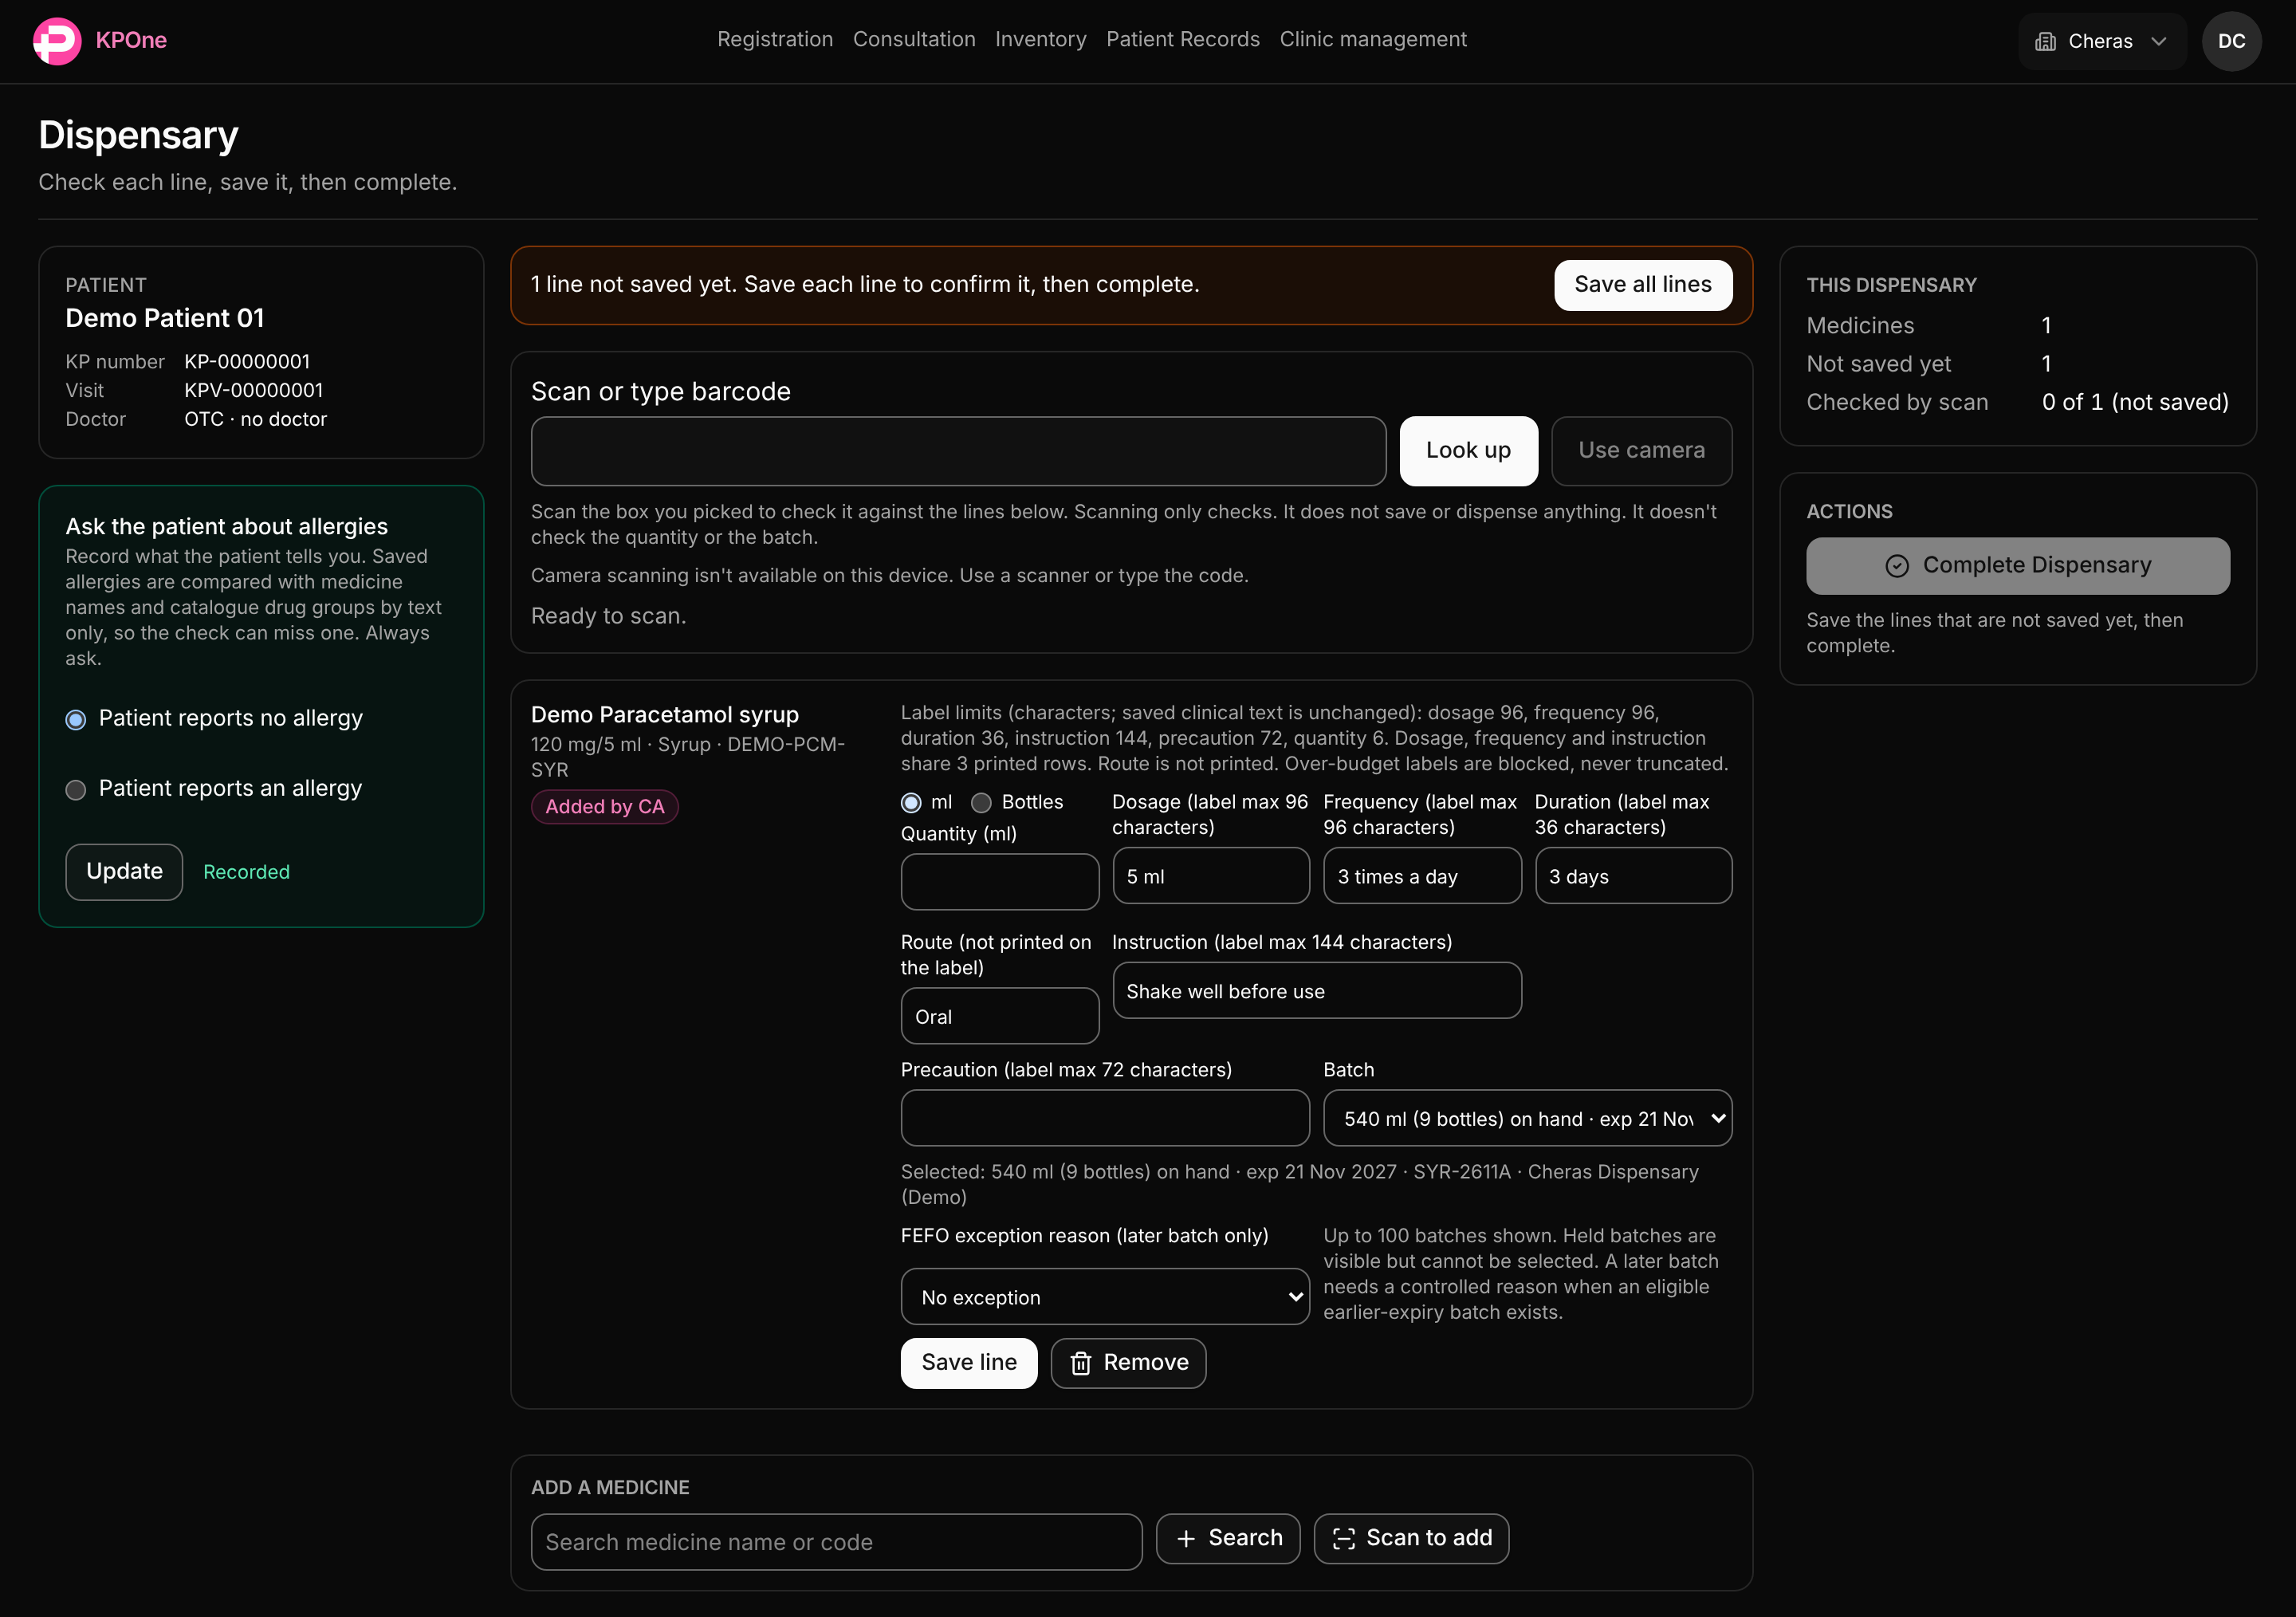 KPOne
Registration
Consultation
Inventory
Patient Records
Clinic management
Cheras
DC
Dispensary
Check each line, save it, then complete.
PATIENT
Demo Patient 01
KP number KP-00000001
Visit KPV-00000001
Doctor OTC · no doctor
Ask the patient about allergies
Record what the patient tells you. Saved
allergies are compared with medicine
names and catalogue drug groups by text
only, so the check can miss one. Always
ask.
Patient reports no allergy
Patient reports an allergy
Update
Recorded
1 line not saved yet. Save each line to confirm it, then complete.
Save all lines
Scan or type barcode
Look up
Use camera
Scan the box you picked to check it against the lines below. Scanning only checks. It does not save or dispense anything. It doesn't
check the quantity or the batch.
Camera scanning isn't available on this device. Use a scanner or type the code.
Ready to scan.
Demo Paracetamol syrup
120 mg/5 ml · Syrup · DEMO-PCM-
SYR
Added by CA
Label limits (characters; saved clinical text is unchanged): dosage 96, frequency 96,
duration 36, instruction 144, precaution 72, quantity 6. Dosage, frequency and instruction
share 3 printed rows. Route is not printed. Over-budget labels are blocked, never truncated.
ml
Bottles
Quantity (ml)
Dosage (label max 96
characters)
5 ml
Frequency (label max
96 characters)
3 times a day
Duration (label max
36 characters)
3 days
Route (not printed on
the label)
Oral
Instruction (label max 144 characters)
Shake well before use
Precaution (label max 72 characters)
Batch
540 ml (9 bottles) on hand · exp 21 Nov
Selected: 540 ml (9 bottles) on hand · exp 21 Nov 2027 · SYR-2611A · Cheras Dispensary
(Demo)
FEFO exception reason (later batch only)
No exception
Up to 100 batches shown. Held batches are
visible but cannot be selected. A later batch
needs a controlled reason when an eligible
earlier-expiry batch exists.
Save line
Remove
ADD A MEDICINE
Search medicine name or code
Search
Scan to add
THIS DISPENSARY
Medicines 1
Not saved yet 1
Checked by scan 0 of 1 (not saved)
ACTIONS
Complete Dispensary
Save the lines that are not saved yet, then
complete.